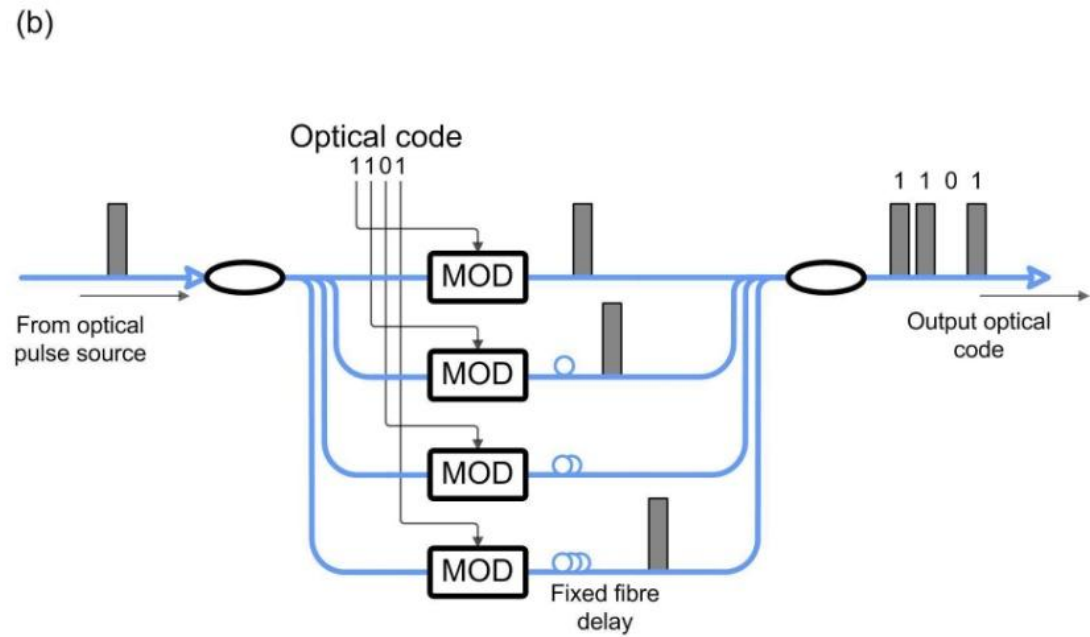 (b)
Optical code
1101
1 1 0 1
MOD
From optical
pulse source
Output optical
code
MOD
MOD
MOD
Fixed fibre
delay